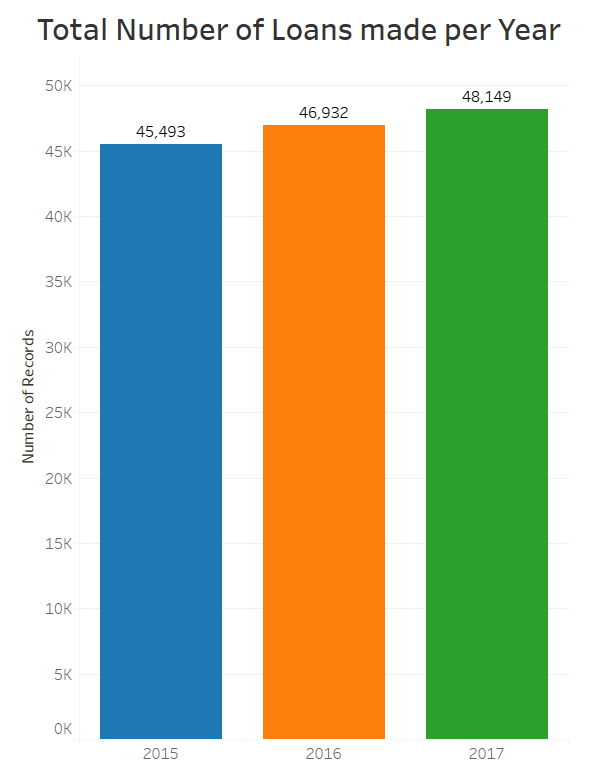 Total Number of Loans made per Year
50K
45K
40K
35K
30K
25K
20K
15K
10K
5K
0K
Number of Records
45,493
46,932
48,149
2015
2016
2017